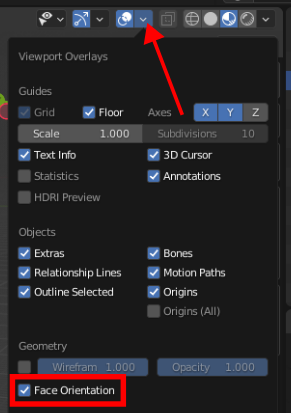 Viewport Overlays
Guides
Grid Floor Axes X Y Z
Scale 1.000 Subdivisions 10
Text Info 3D Cursor
Statistics Annotations
HDRI Preview
Objects
Extras Bones
Relationship Lines Motion Paths
Outline Selected Origins
Origins (All)
Geometry
Wirefram 1.000 Opacity 1.000
Face Orientation